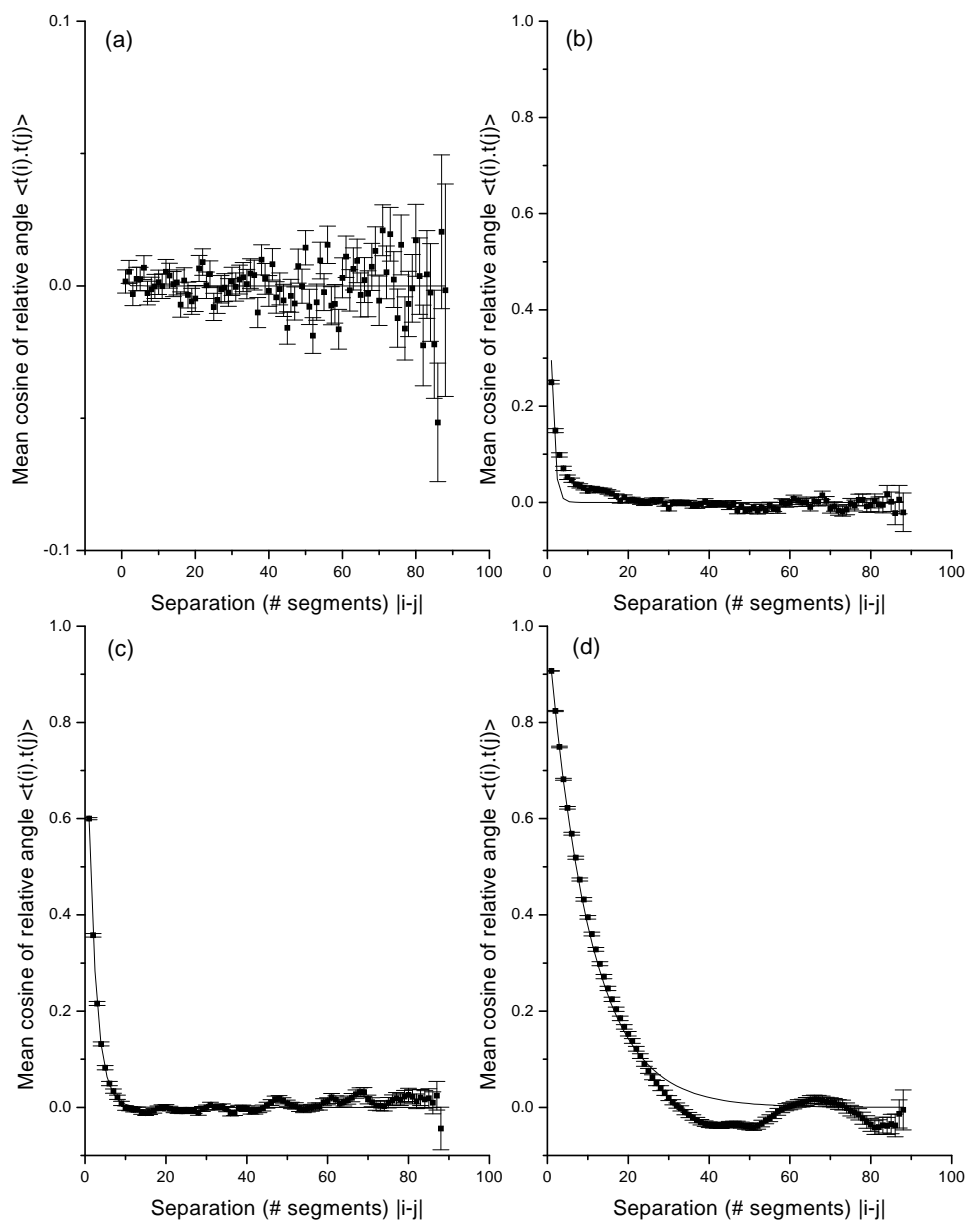 (a)
0.1
0.0
-0.1
Mean cosine of relative angle <t(i).t(j)>
0 20 40 60 80 100
Separation (# segments) |i-j|
(b)
1.0
0.8
0.6
0.4
0.2
0.0
Mean cosine of relative angle <t(i).t(j)>
0 20 40 60 80 100
Separation (# segments) |i-j|
(c)
1.0
0.8
0.6
0.4
0.2
0.0
Mean cosine of relative angle <t(i).t(j)>
0 20 40 60 80 100
Separation (# segments) |i-j|
(d)
1.0
0.8
0.6
0.4
0.2
0.0
Mean cosine of relative angle <t(i).t(j)>
0 20 40 60 80 100
Separation (# segments) |i-j|